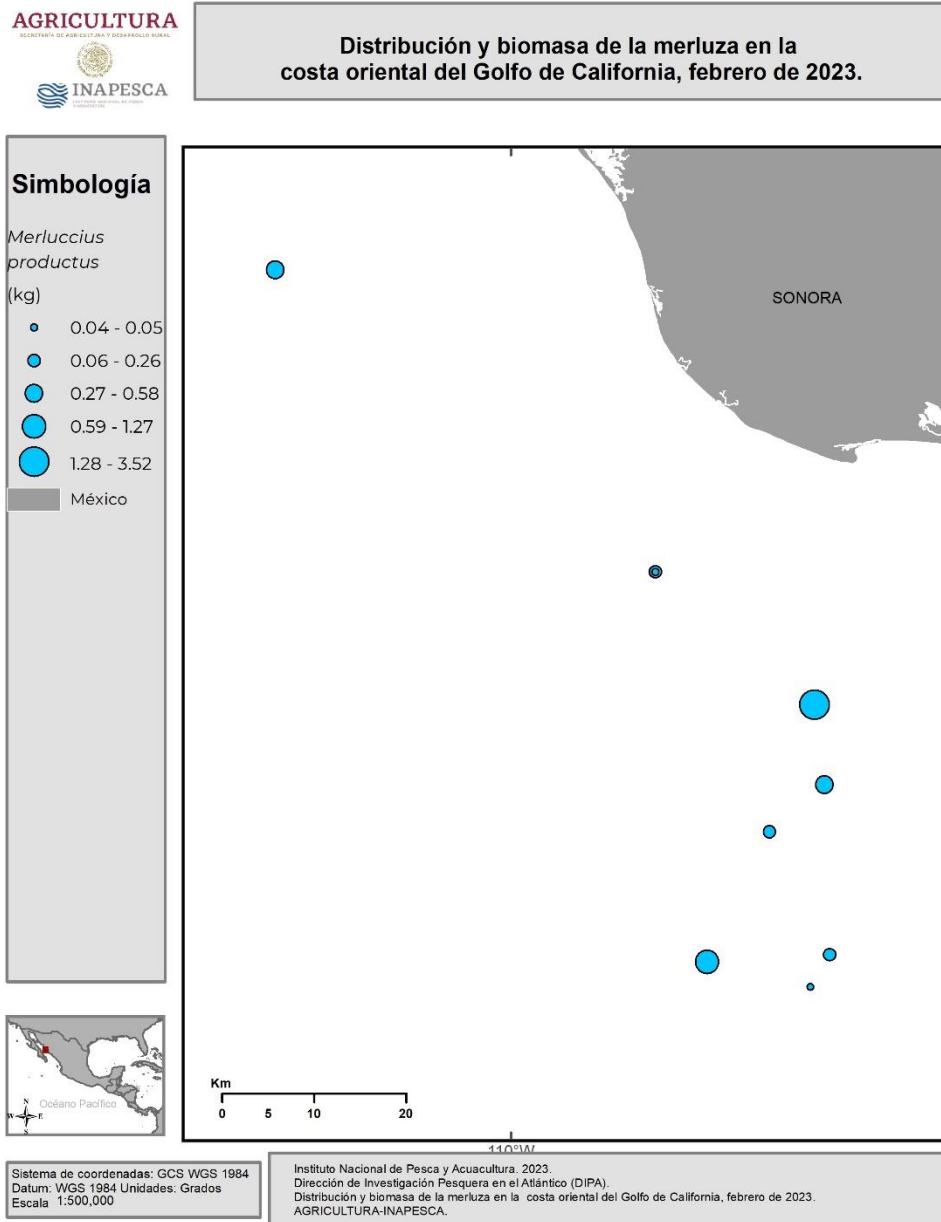 AGRICULTURA
SECRETARÍA DE AGRICULTURA Y DESARROLLO RURAL
INAPESCA
Distribución y biomasa de la merluza en la
costa oriental del Golfo de California, febrero de 2023.
Simbología
Merluccius
productus
(kg)
0.04 - 0.05
0.06 - 0.26
0.27 - 0.58
0.59 - 1.27
1.28 - 3.52
México
SONORA
Km
0 5 10 20
110°W
N
W E
S
Océano Pacífico
Sistema de coordenadas: GCS WGS 1984
Datum: WGS 1984 Unidades: Grados
Escala 1:500,000
Instituto Nacional de Pesca y Acuacultura. 2023.
Dirección de Investigación Pesquera en el Atlántico (DIPA).
Distribución y biomasa de la merluza en la costa oriental del Golfo de California, febrero de 2023.
AGRICULTURA-INAPESCA.